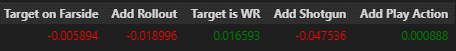 Target on Farside Add Rollout Target is WR Add Shotgun Add Play Action
-0.005894 -0.018996 0.016593 -0.047536 0.000888